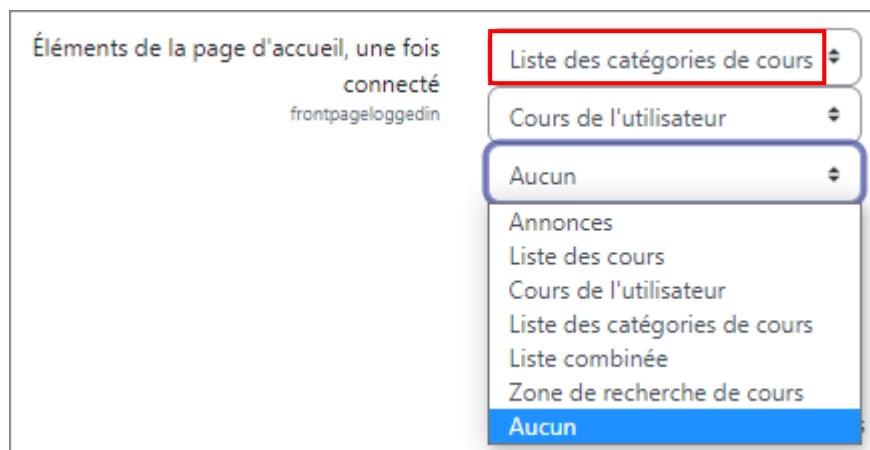 Éléments de la page d'accueil, une fois
connecté
frontpageloggedin
Liste des catégories de cours
Cours de l'utilisateur
Aucun
Annonces
Liste des cours
Cours de l'utilisateur
Liste des catégories de cours
Liste combinée
Zone de recherche de cours
Aucun